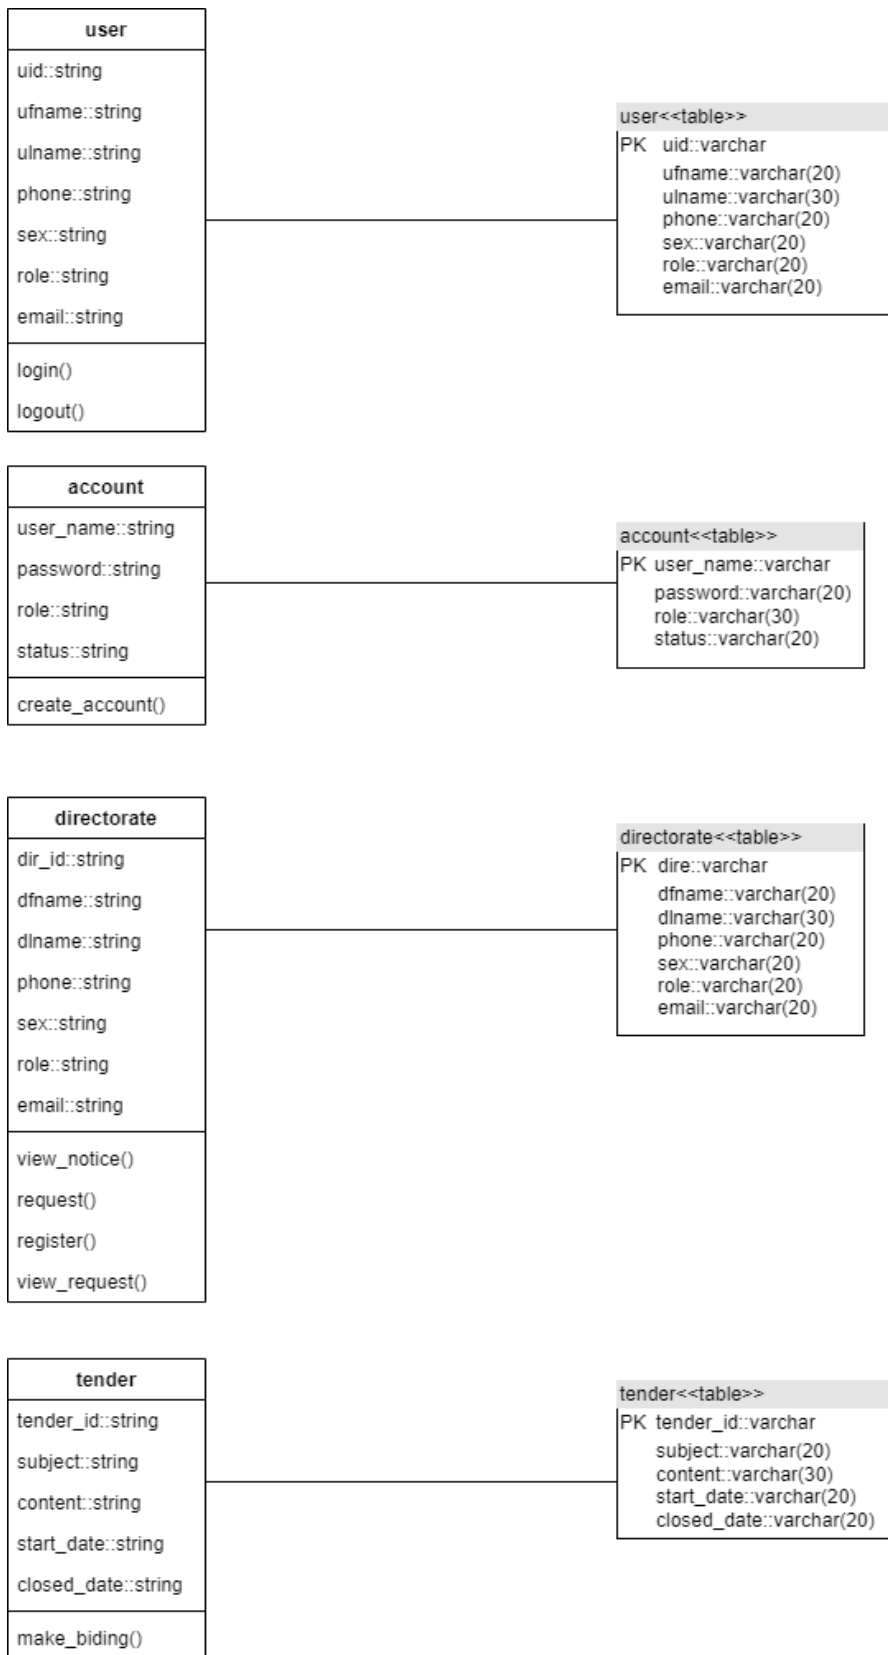 user
uid::string
ufname::string
ulname::string
phone::string
sex::string
role::string
email::string
login()
logout()
user<<table>>
PK uid::varchar
ufname::varchar(20)
ulname::varchar(30)
phone::varchar(20)
sex::varchar(20)
role::varchar(20)
email::varchar(20)
account
user_name::string
password::string
role::string
status::string
create_account()
account<<table>>
PK user_name::varchar
password::varchar(20)
role::varchar(30)
status::varchar(20)
directorate
dir_id::string
dfname::string
dlname::string
phone::string
sex::string
role::string
email::string
view_notice()
request()
register()
view_request()
directorate<<table>>
PK dire::varchar
dfname::varchar(20)
dlname::varchar(30)
phone::varchar(20)
sex::varchar(20)
role::varchar(20)
email::varchar(20)
tender
tender_id::string
subject::string
content::string
start_date::string
closed_date::string
make_biding()
tender<<table>>
PK tender_id::varchar
subject::varchar(20)
content::varchar(30)
start_date::varchar(20)
closed_date::varchar(20)